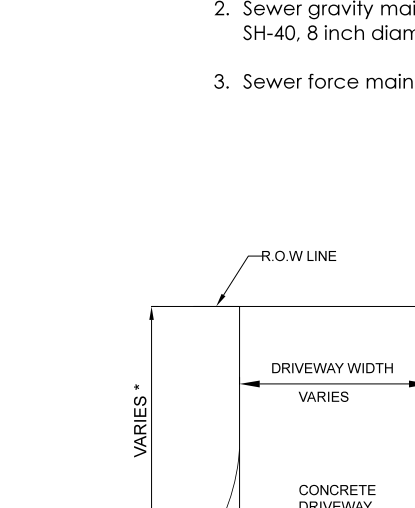 2. Sewer gravity mai
SH-40, 8 inch diam
3. Sewer force main
R.O.W LINE
DRIVEWAY WIDTH
VARIES
VARIES *
CONCRETE
DRIVEWAY